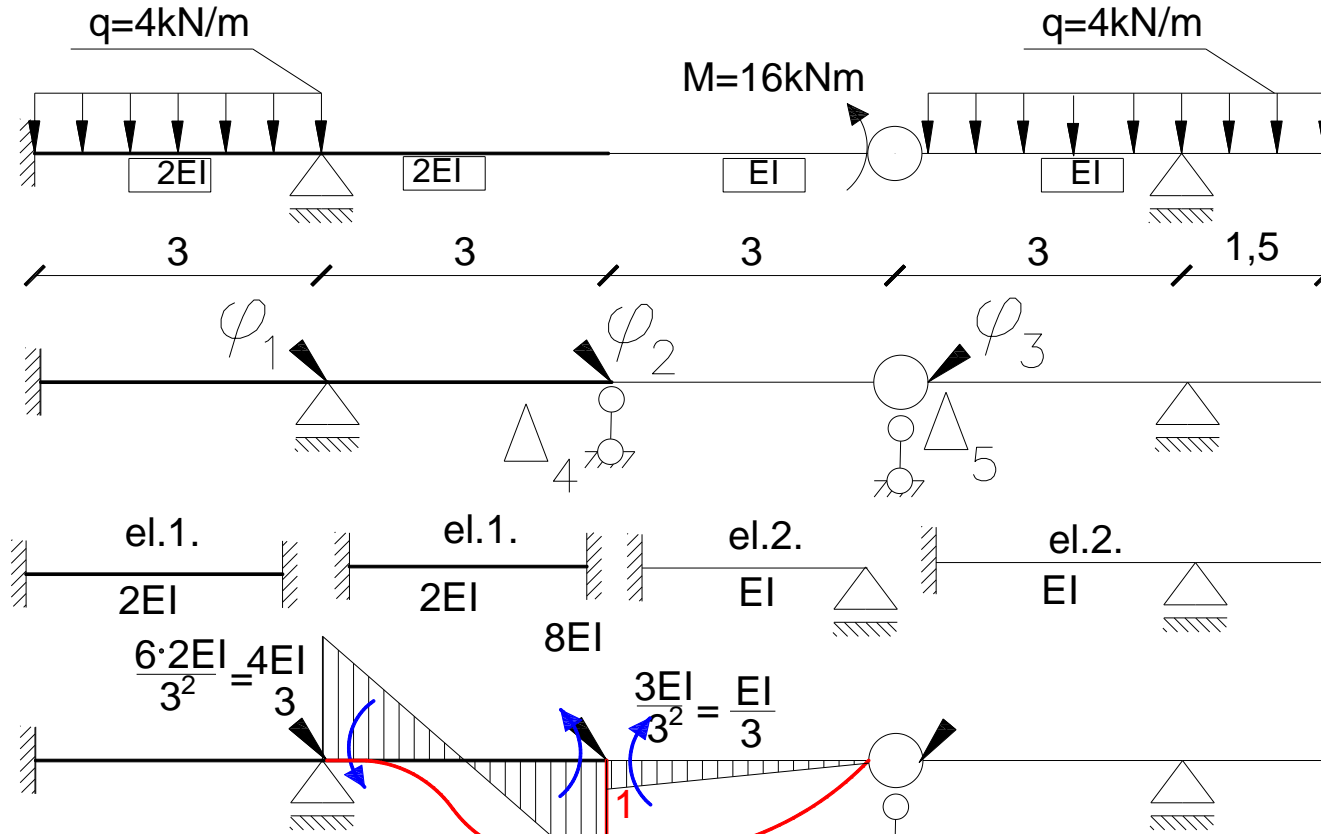 q=4kN/m
q=4kN/m
M=16kNm
2EI
2EI
EI
EI
3
3
3
3
1,5
φ1
φ2
φ3
Δ4
Δ5
el.1.
el.1.
el.2.
el.2.
2EI
2EI
EI
EI
8EI
6·2EI/3² = 4EI/3
3EI/3² = EI/3
1